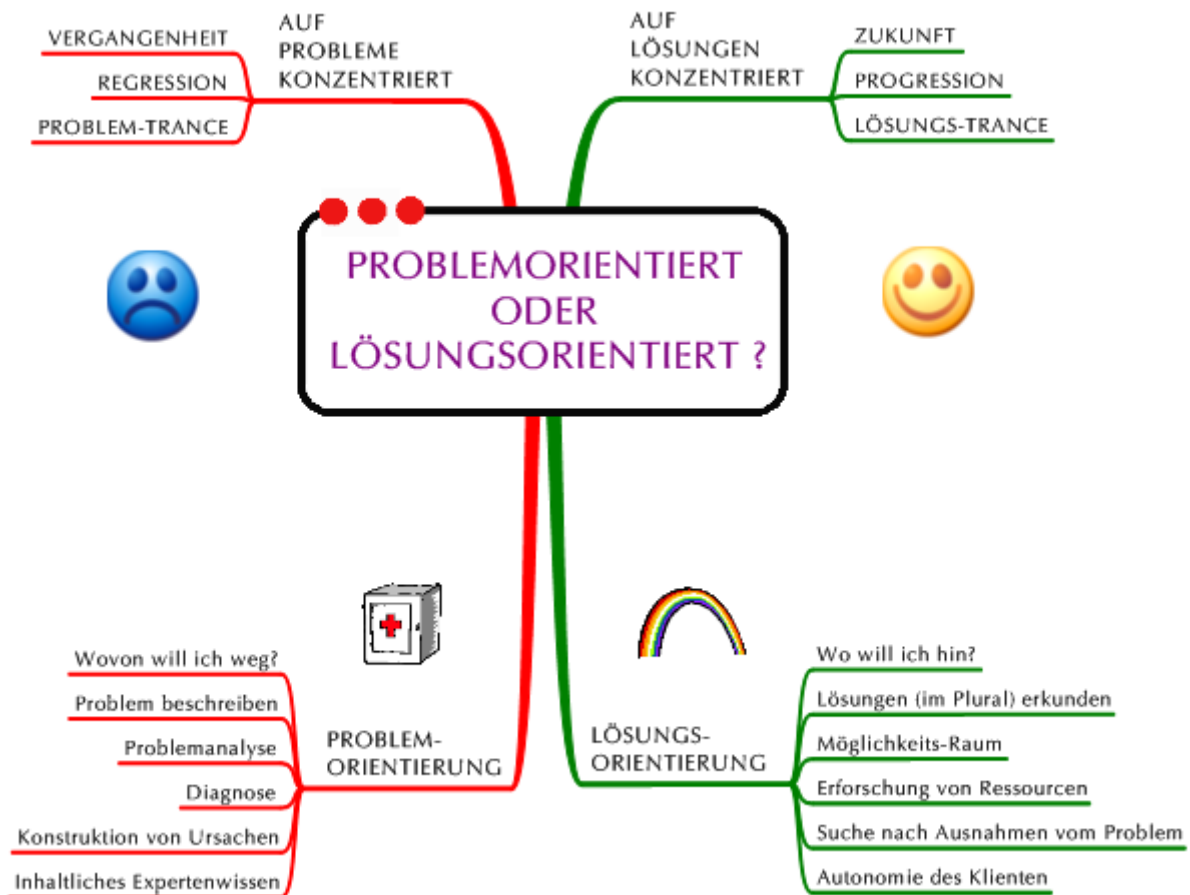 VERGANGENHEIT
REGRESSION
PROBLEM-TRANCE
AUF
PROBLEME
KONZENTRIERT
AUF
LÖSUNGEN
KONZENTRIERT
ZUKUNFT
PROGRESSION
LÖSUNGS-TRANCE
PROBLEMORIENTIERT
ODER
LÖSUNGSORIENTIERT ?
Wovon will ich weg?
Problem beschreiben
Problemanalyse
Diagnose
Konstruktion von Ursachen
Inhaltliches Expertenwissen
PROBLEM-
ORIENTIERUNG
LÖSUNGS-
ORIENTIERUNG
Wo will ich hin?
Lösungen (im Plural) erkunden
Möglichkeits-Raum
Erforschung von Ressourcen
Suche nach Ausnahmen vom Problem
Autonomie des Klienten